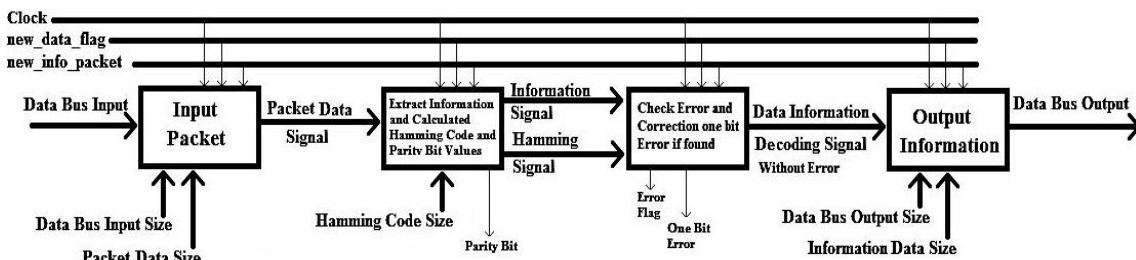 Clock
new_data_flag
new_info_packet
Data Bus Input
Input
Packet
Packet Data
Signal
Extract Information
and Calculated
Hamming Code and
Parity Bit Values
Information
Signal
Hamming
Signal
Check Error and
Correction one bit
Error if found
Data Information
Decoding Signal
Without Error
Output
Information
Data Bus Output
Data Bus Input Size
Packet Data Size
Hamming Code Size
Parity Bit
Error
Flag
One Bit
Error
Data Bus Output Size
Information Data Size